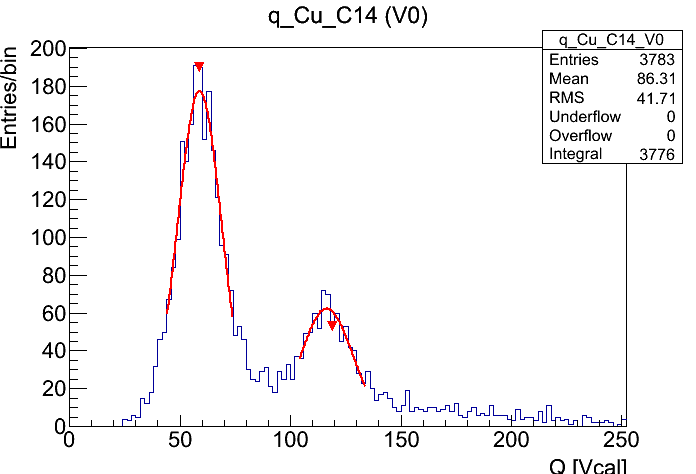 q_Cu_C14 (V0)
q_Cu_C14_V0
Entries 3783
Mean 86.31
RMS 41.71
Underflow 0
Overflow 0
Integral 3776
Entries/bin
200
180
160
140
120
100
80
60
40
20
0
0 50 100 150 200 250
Q [Vcal]